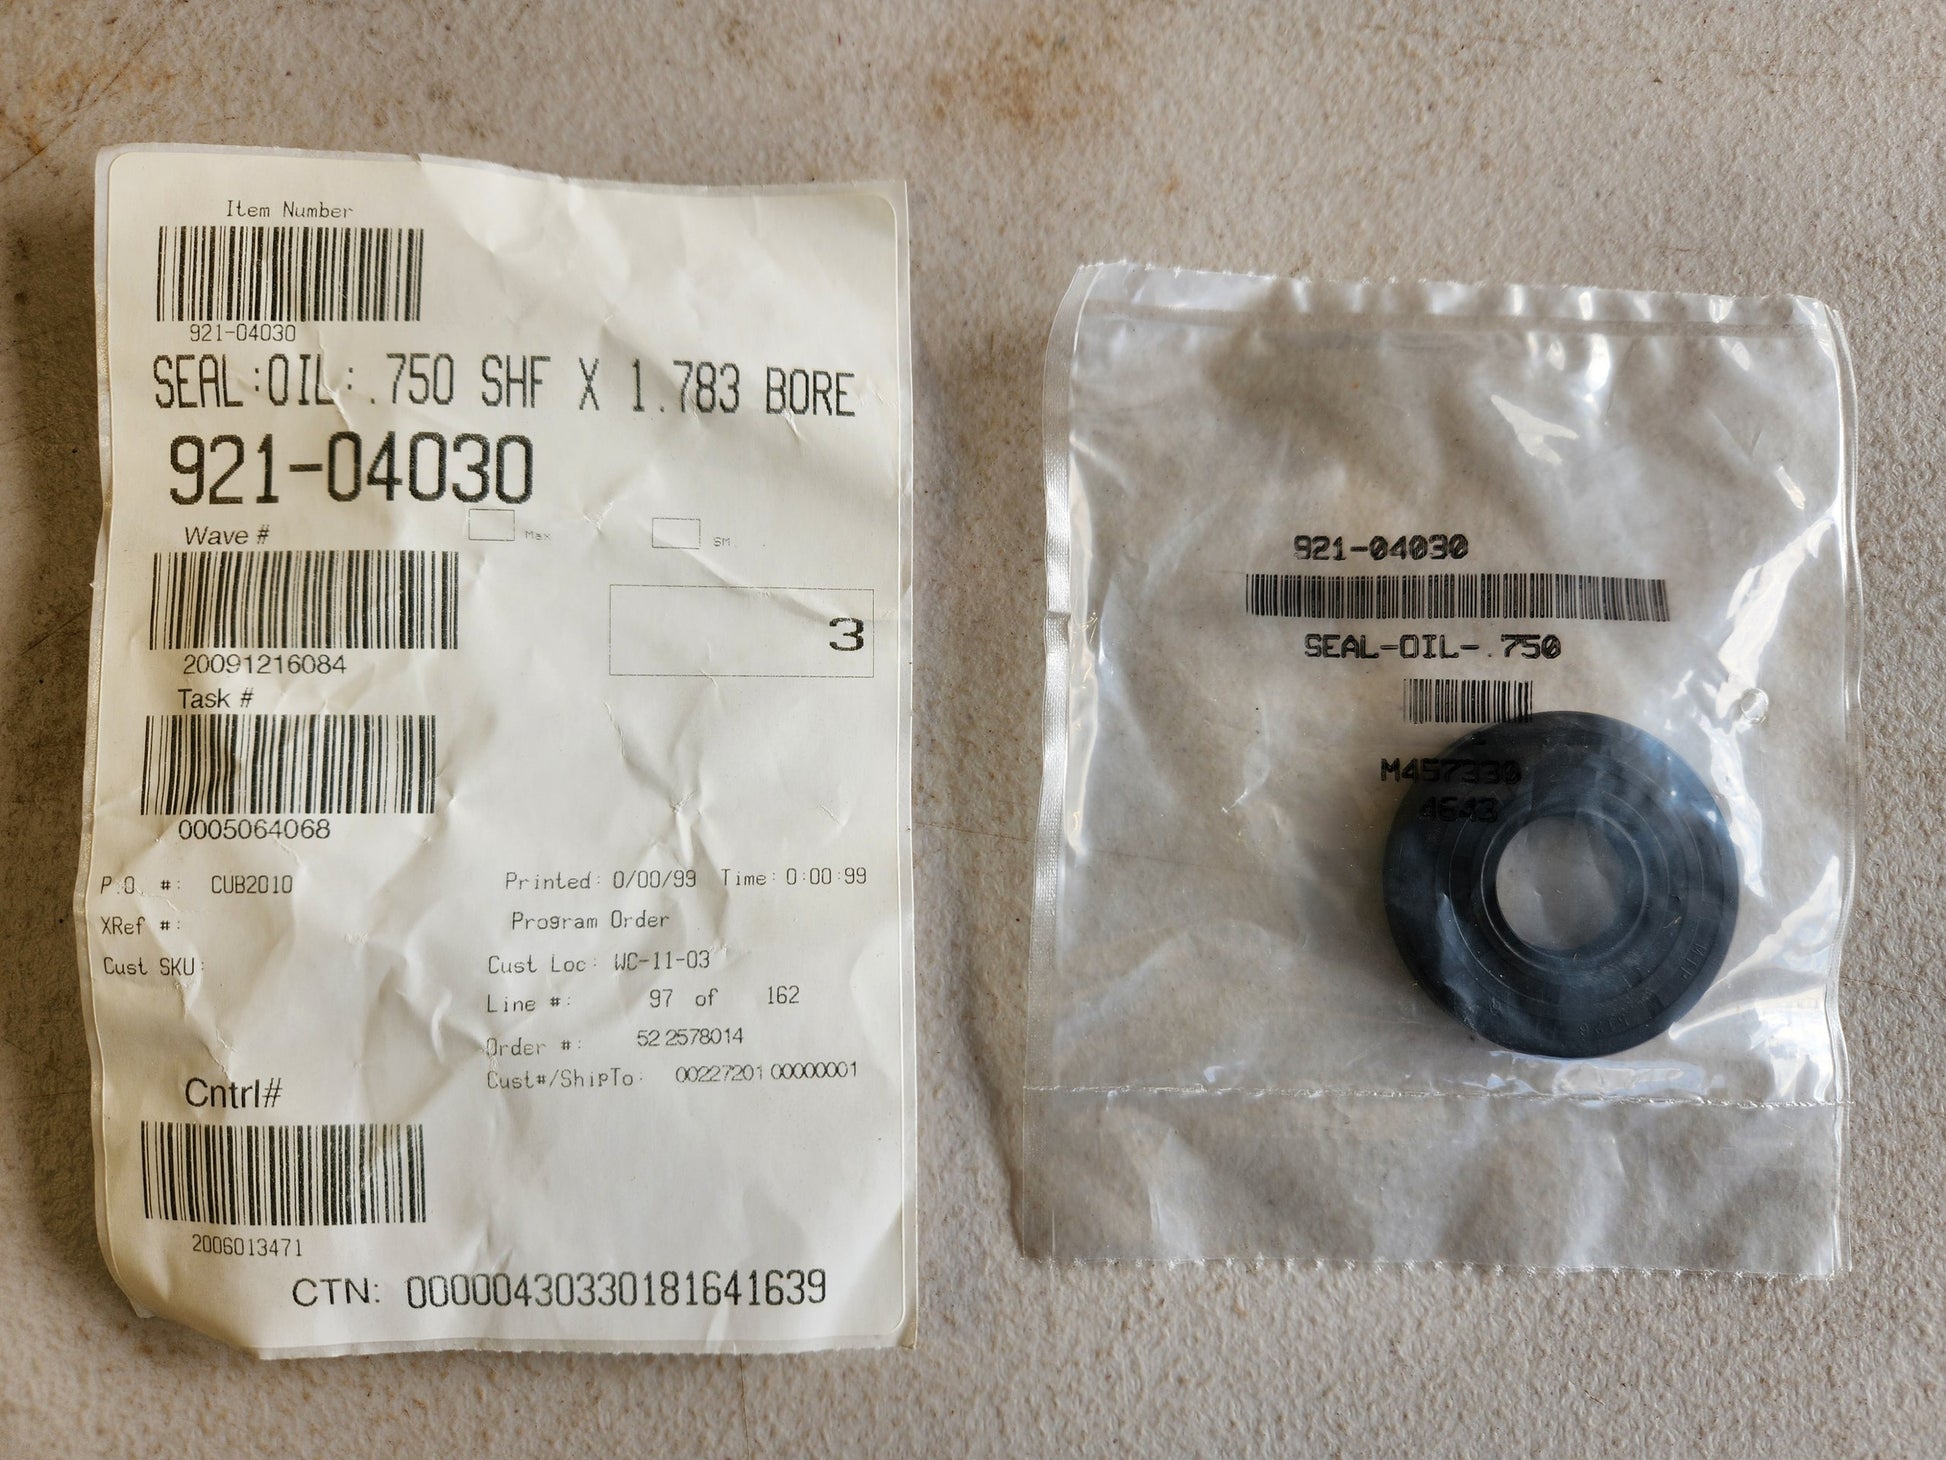 Item Number
921-04030
SEAL:OIL:.750 SHF X 1.783 BORE
921-04030
Wave #
Max
SM
20091216084
3
Task #
0005064068
P.O. #: CUB2010
Printed: 0/00/99 Time: 0:00:99
XRef #:
Program Order
Cust SKU:
Cust Loc: WC-11-03
Line #: 97 of 162
Order #: 52 2578014
Cust#/ShipTo: 00227201 00000001
Cntrl#
2006013471
CTN: 00000430330181641639
921-04030
SEAL-OIL-.750
M457330
4643